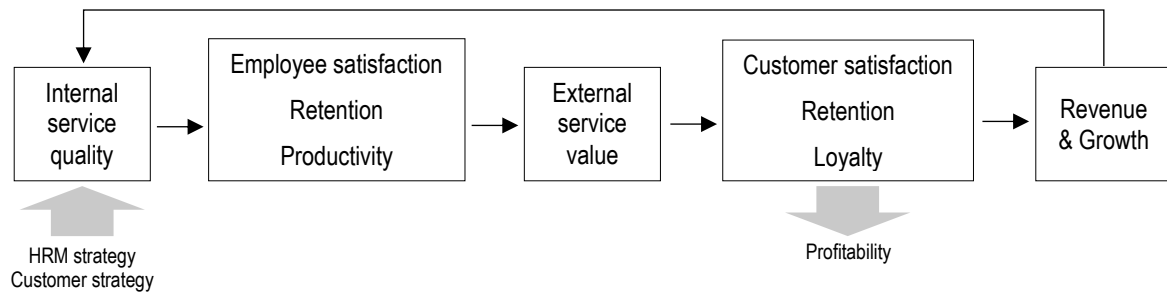 Internal
service
quality
Employee satisfaction
Retention
Productivity
External
service
value
Customer satisfaction
Retention
Loyalty
Revenue
& Growth
HRM strategy
Customer strategy
Profitability